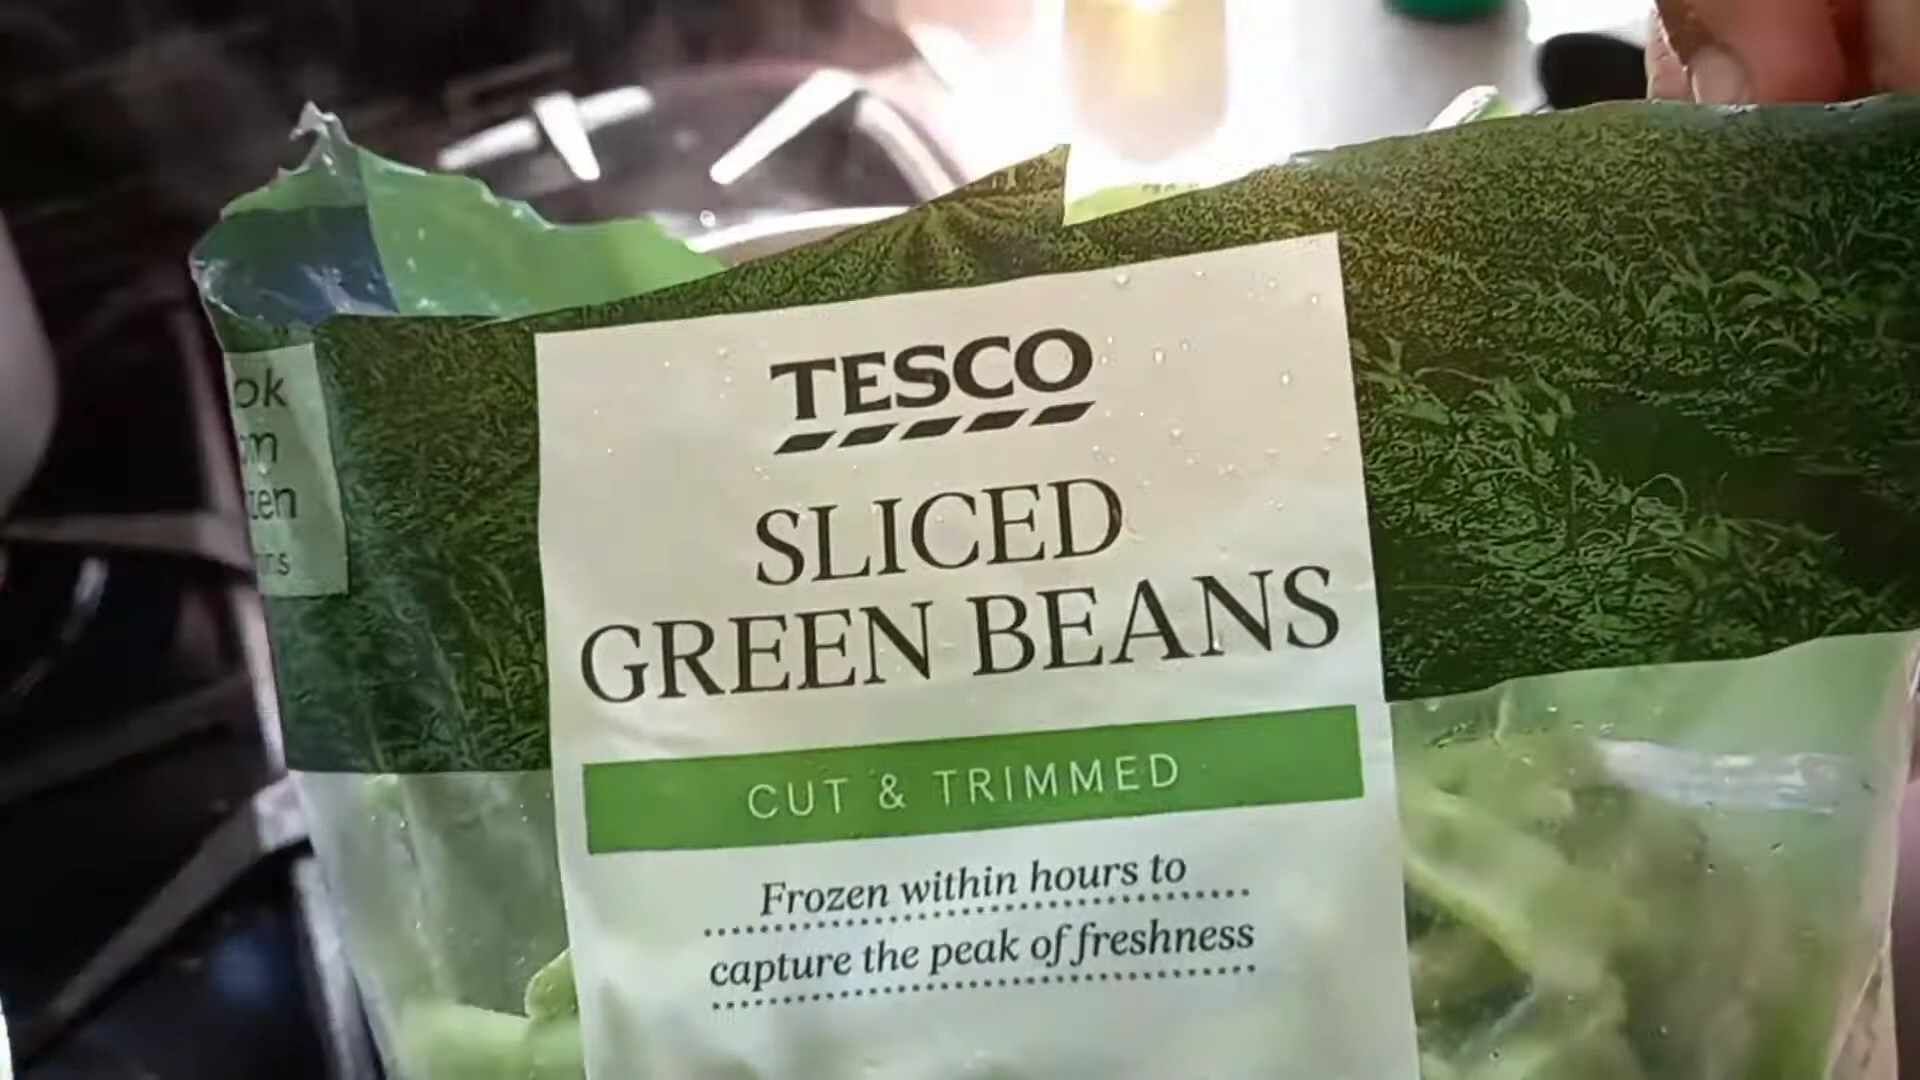 TESCO
SLICED
GREEN BEANS
CUT & TRIMMED
Frozen within hours to
capture the peak of freshness